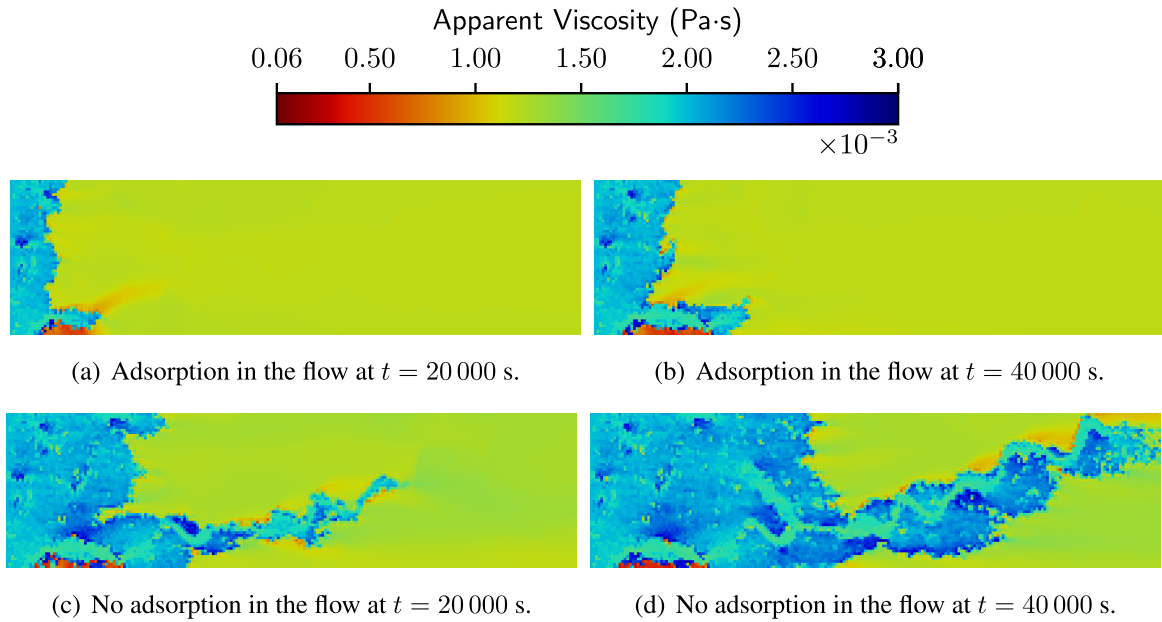 Apparent Viscosity (Pa·s)
0.06 0.50 1.00 1.50 2.00 2.50 3.00
×10⁻³
(a) Adsorption in the flow at t = 20 000 s.
(b) Adsorption in the flow at t = 40 000 s.
(c) No adsorption in the flow at t = 20 000 s.
(d) No adsorption in the flow at t = 40 000 s.